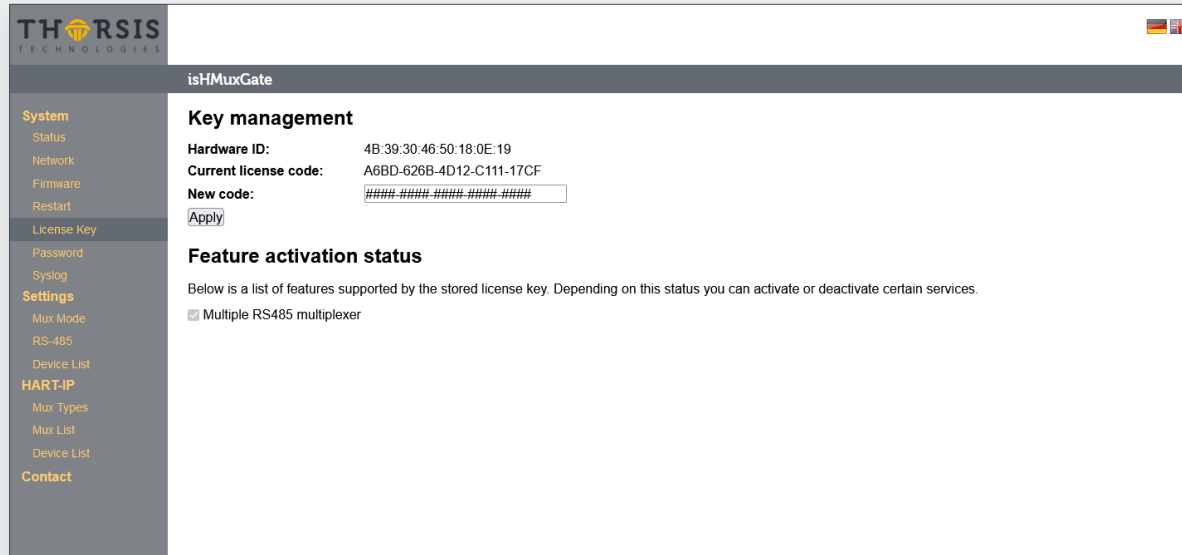 THORSIS
TECHNOLOGIES
isHMuxGate
System
Status
Network
Firmware
Restart
License Key
Password
Syslog
Settings
Mux Mode
RS-485
Device List
HART-IP
Mux Types
Mux List
Device List
Contact
Key management
Hardware ID: 4B:39:30:46:50:18:0E:19
Current license code: A6BD-626B-4D12-C111-17CF
New code: ####-####-####-####-####
Apply
Feature activation status
Below is a list of features supported by the stored license key. Depending on this status you can activate or deactivate certain services.
Multiple RS485 multiplexer